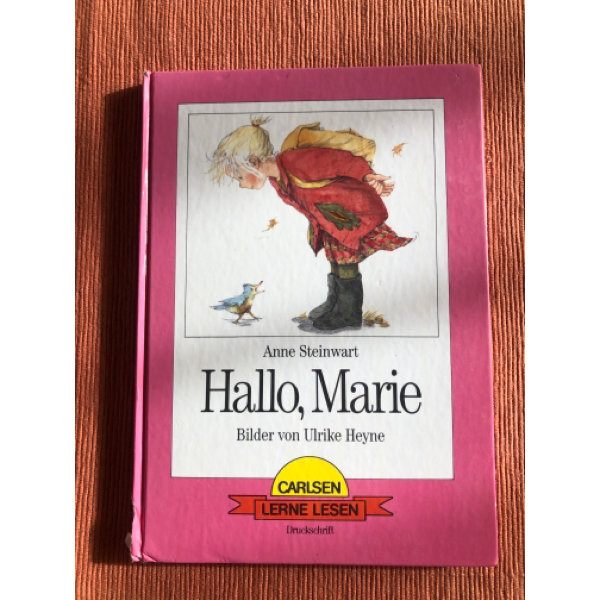 Anne Steinwart
Hallo, Marie
Bilder von Ulrike Heyne
CARLSEN
LERNE LESEN
Druckschrift